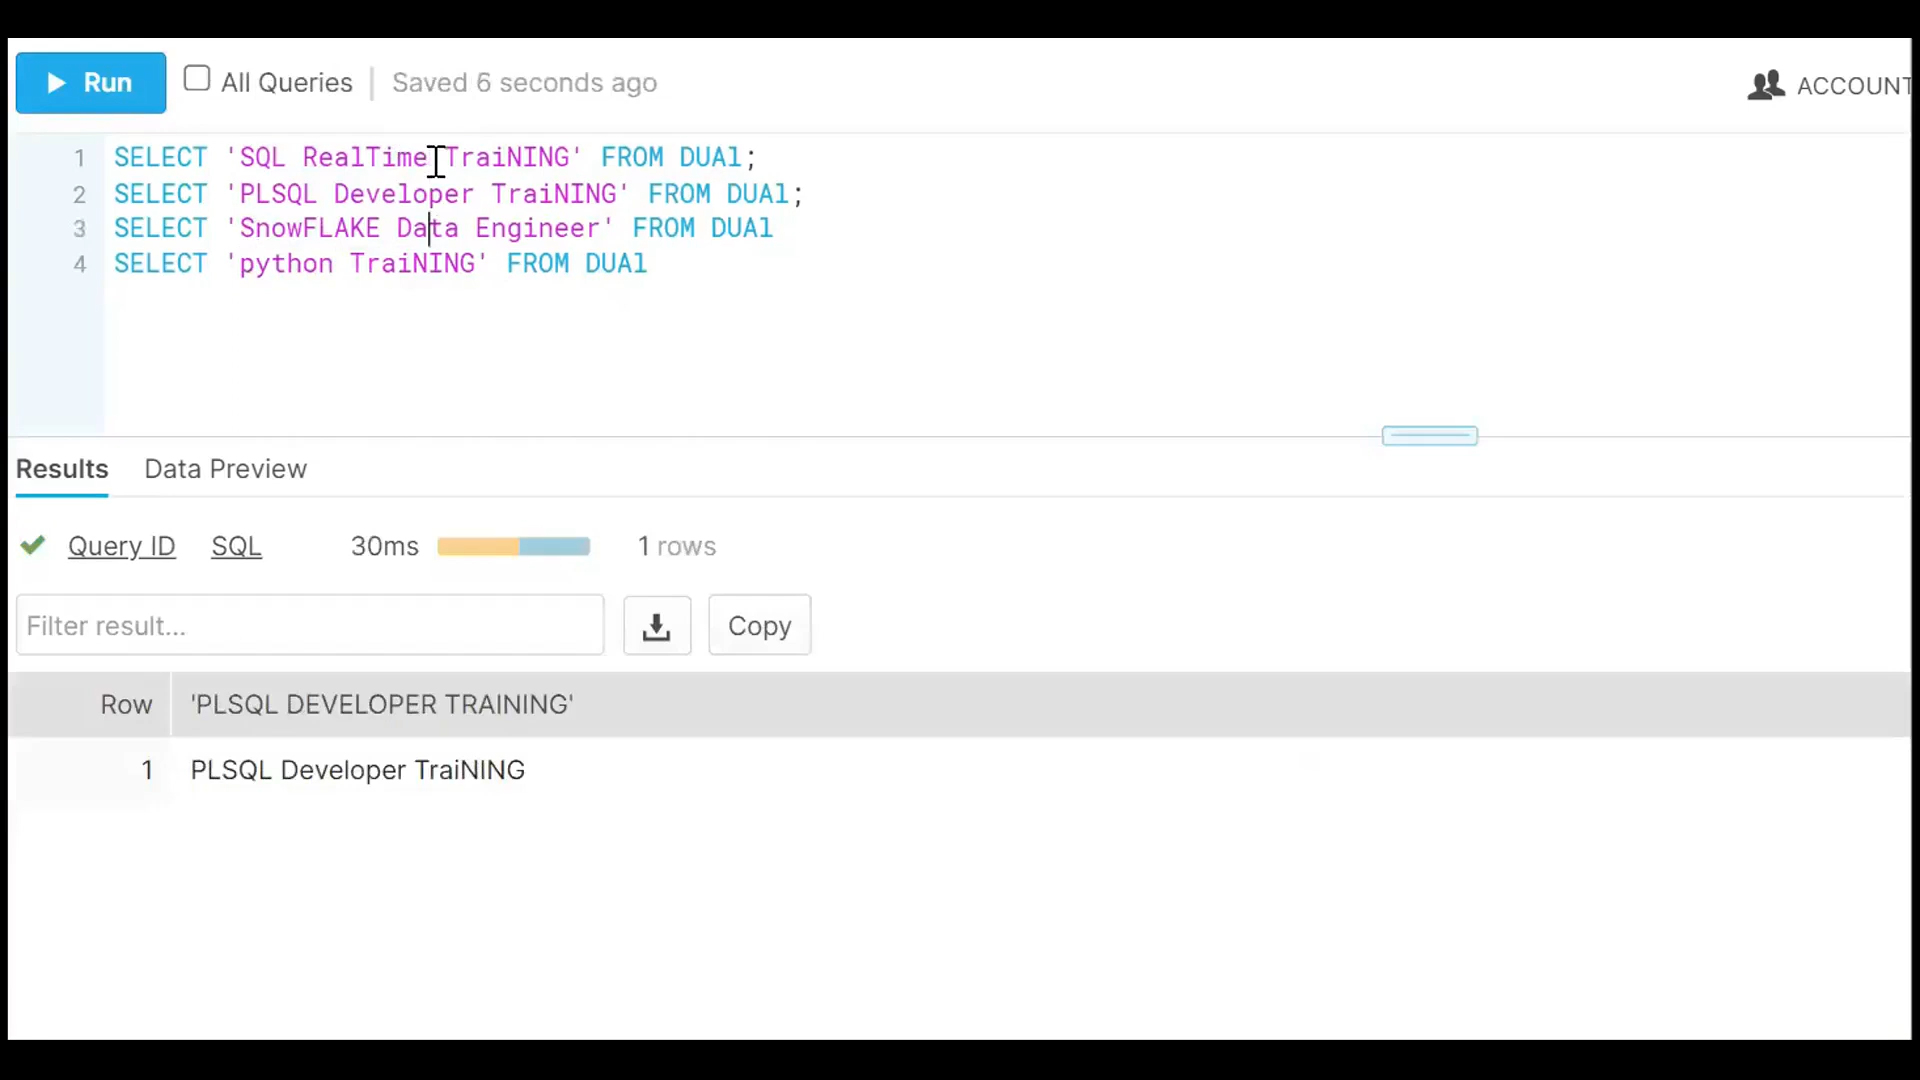 Run All Queries Saved 6 seconds ago ACCOUNT
1 SELECT 'SQL RealTime TraiNING' FROM DUAl;
2 SELECT 'PLSQL Developer TraiNING' FROM DUAl;
3 SELECT 'SnowFLAKE Data Engineer' FROM DUAl
4 SELECT 'python TraiNING' FROM DUAl
Results Data Preview
Query ID SQL 30ms 1 rows
Filter result... Copy
Row 'PLSQL DEVELOPER TRAINING'
1 PLSQL Developer TraiNING